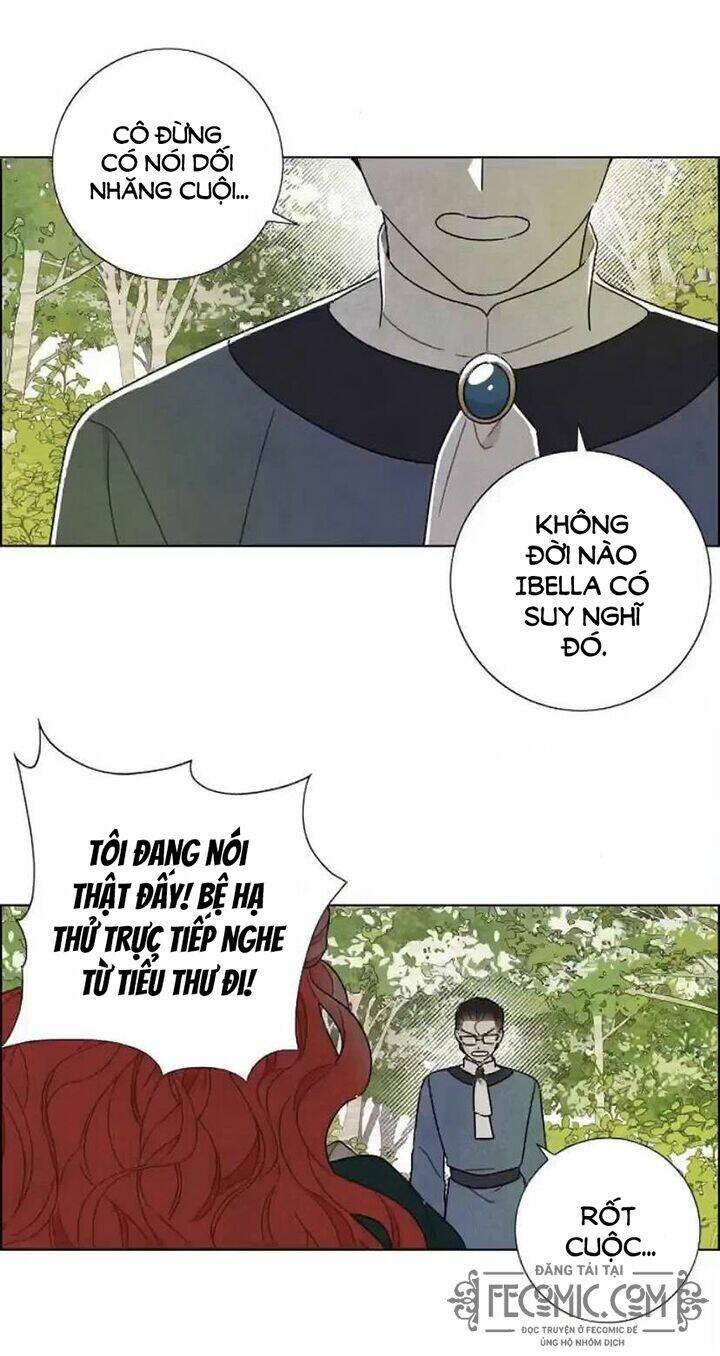 CÔ ĐỪNG
CÓ NÓI DỐI
NHĂNG CUỘI...
KHÔNG
ĐỜI NÀO
IBELLA CÓ
SUY NGHĨ
ĐÓ.
TÔI ĐANG NÓI
THẬT ĐẤY! BỆ HẠ
THỬ TRỰC TIẾP NGHE
TỪ TIỂU THƯ ĐI!
RỐT
CUỘC...
ĐĂNG TẢI TẠI
FECOMIC.COM
ĐỌC TRUYỆN Ở FECOMIC ĐỂ
ỦNG HỘ NHÓM DỊCH